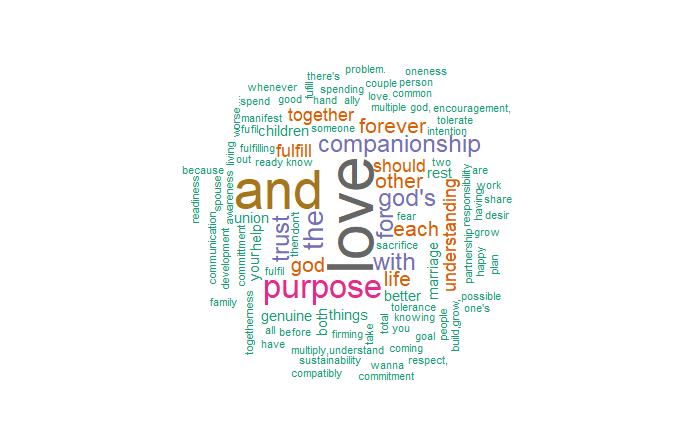 problem.
oneness
there's
couple
person
whenever
fulfill
spending
common
love.
spend
good
hand
ally
multiple
god,
encouragement,
worse...
manifest
together
tolerate
fufil
children
someone
forever
intention
fulfilling
companionship
living
out
fulfill
ready
know
should
two
because
rest
are
readiness
spouses
awareness
and
love
other
god's
understanding
responsibility
having
work
share
union
the
for
fear
desir
communication
development
committment
your
help
trust
then
don't
each
sacrifice
grow
god
with
marriage
partnership
happy
plan
fulfil
life
purpose
better
family
possible
one's
togetherness
genuine
both
things
tolerance
knowing
total
you
people
build,grow,
all
before
firming
take
goal
have
multiply,understand
coming
respect,
sustainability
wanna
compatibly
commitment